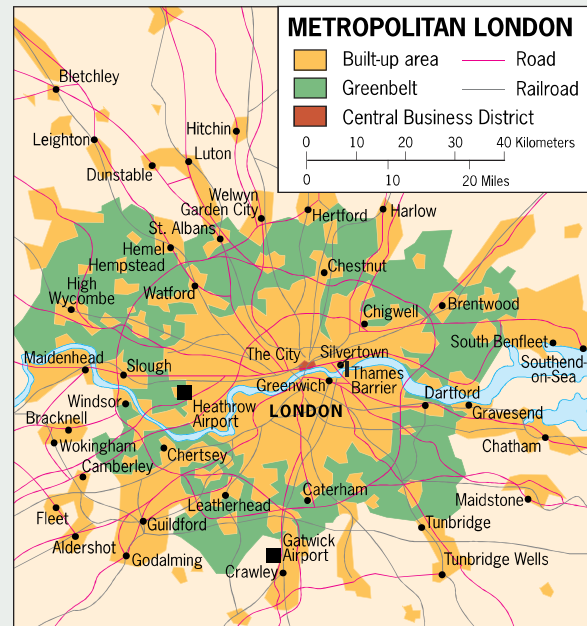 METROPOLITAN LONDON
Built-up area
Road
Greenbelt
Railroad
Central Business District
0 10 20 30 40 Kilometers
0 10 20 Miles
Bletchley
Leighton
Hitchin
Luton
Dunstable
Welwyn
Garden City
Hertford
Harlow
St. Albans
Hemel
Hempstead
Chestnut
High
Wycombe
Watford
Chigwell
Brentwood
South Benfleet
Southend-
on-Sea
Maidenhead
Slough
The City
Silvertown
Thames
Barrier
Greenwich
LONDON
Windsor
Heathrow
Airport
Dartford
Gravesend
Bracknell
Wokingham
Chertsey
Chatham
Camberley
Leatherhead
Caterham
Maidstone
Fleet
Guildford
Tunbridge
Aldershot
Godalming
Gatwick
Airport
Crawley
Tunbridge Wells